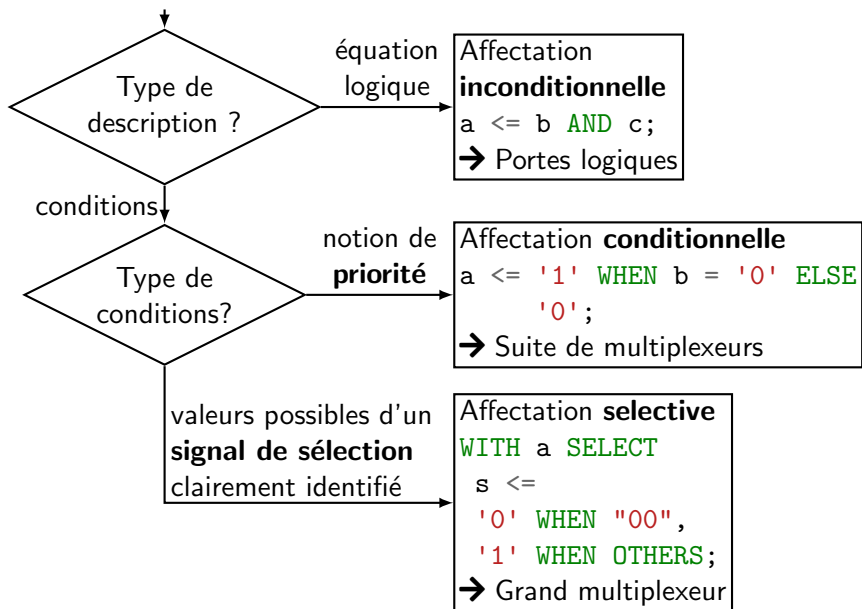 Type de
description ?
équation
logique
Affectation
inconditionnelle
a <= b AND c;
➔ Portes logiques
conditions
Type de
conditions?
notion de
priorité
Affectation conditionnelle
a <= '1' WHEN b = '0' ELSE
'0';
➔ Suite de multiplexeurs
valeurs possibles d'un
signal de sélection
clairement identifié
Affectation selective
WITH a SELECT
s <=
'0' WHEN "00",
'1' WHEN OTHERS;
➔ Grand multiplexeur